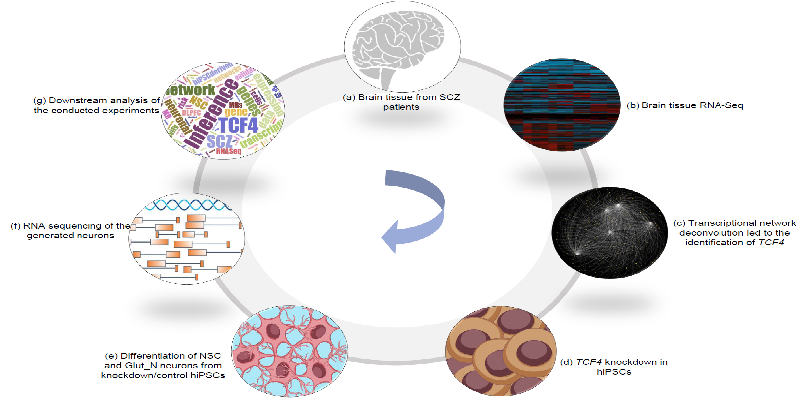 (a) Brain tissue from SCZ
patients
(b) Brain tissue RNA-Seq
(c) Transcriptional network
deconvolution led to the
identification of TCF4
(d) TCF4 knockdown in
hiPSCs
(e) Differentiation of NSC
and Glut_N neurons from
knockdown/control hiPSCs
(f) RNA sequencing of the
generated neurons
(g) Downstream analysis of
the conducted experiments
network
NSC
Inference
gene
TCF4
SCZ
RNASeq